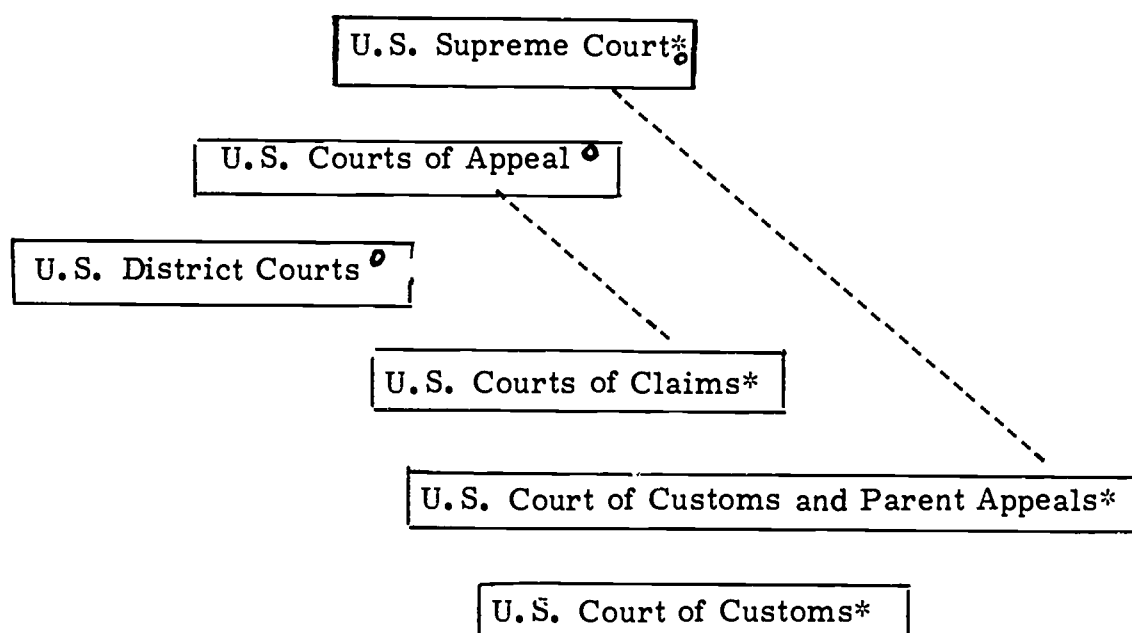 U.S. Supreme Court*°
U.S. Courts of Appeal °
U.S. District Courts °
U.S. Courts of Claims*
U.S. Court of Customs and Parent Appeals*
U.S. Court of Customs*